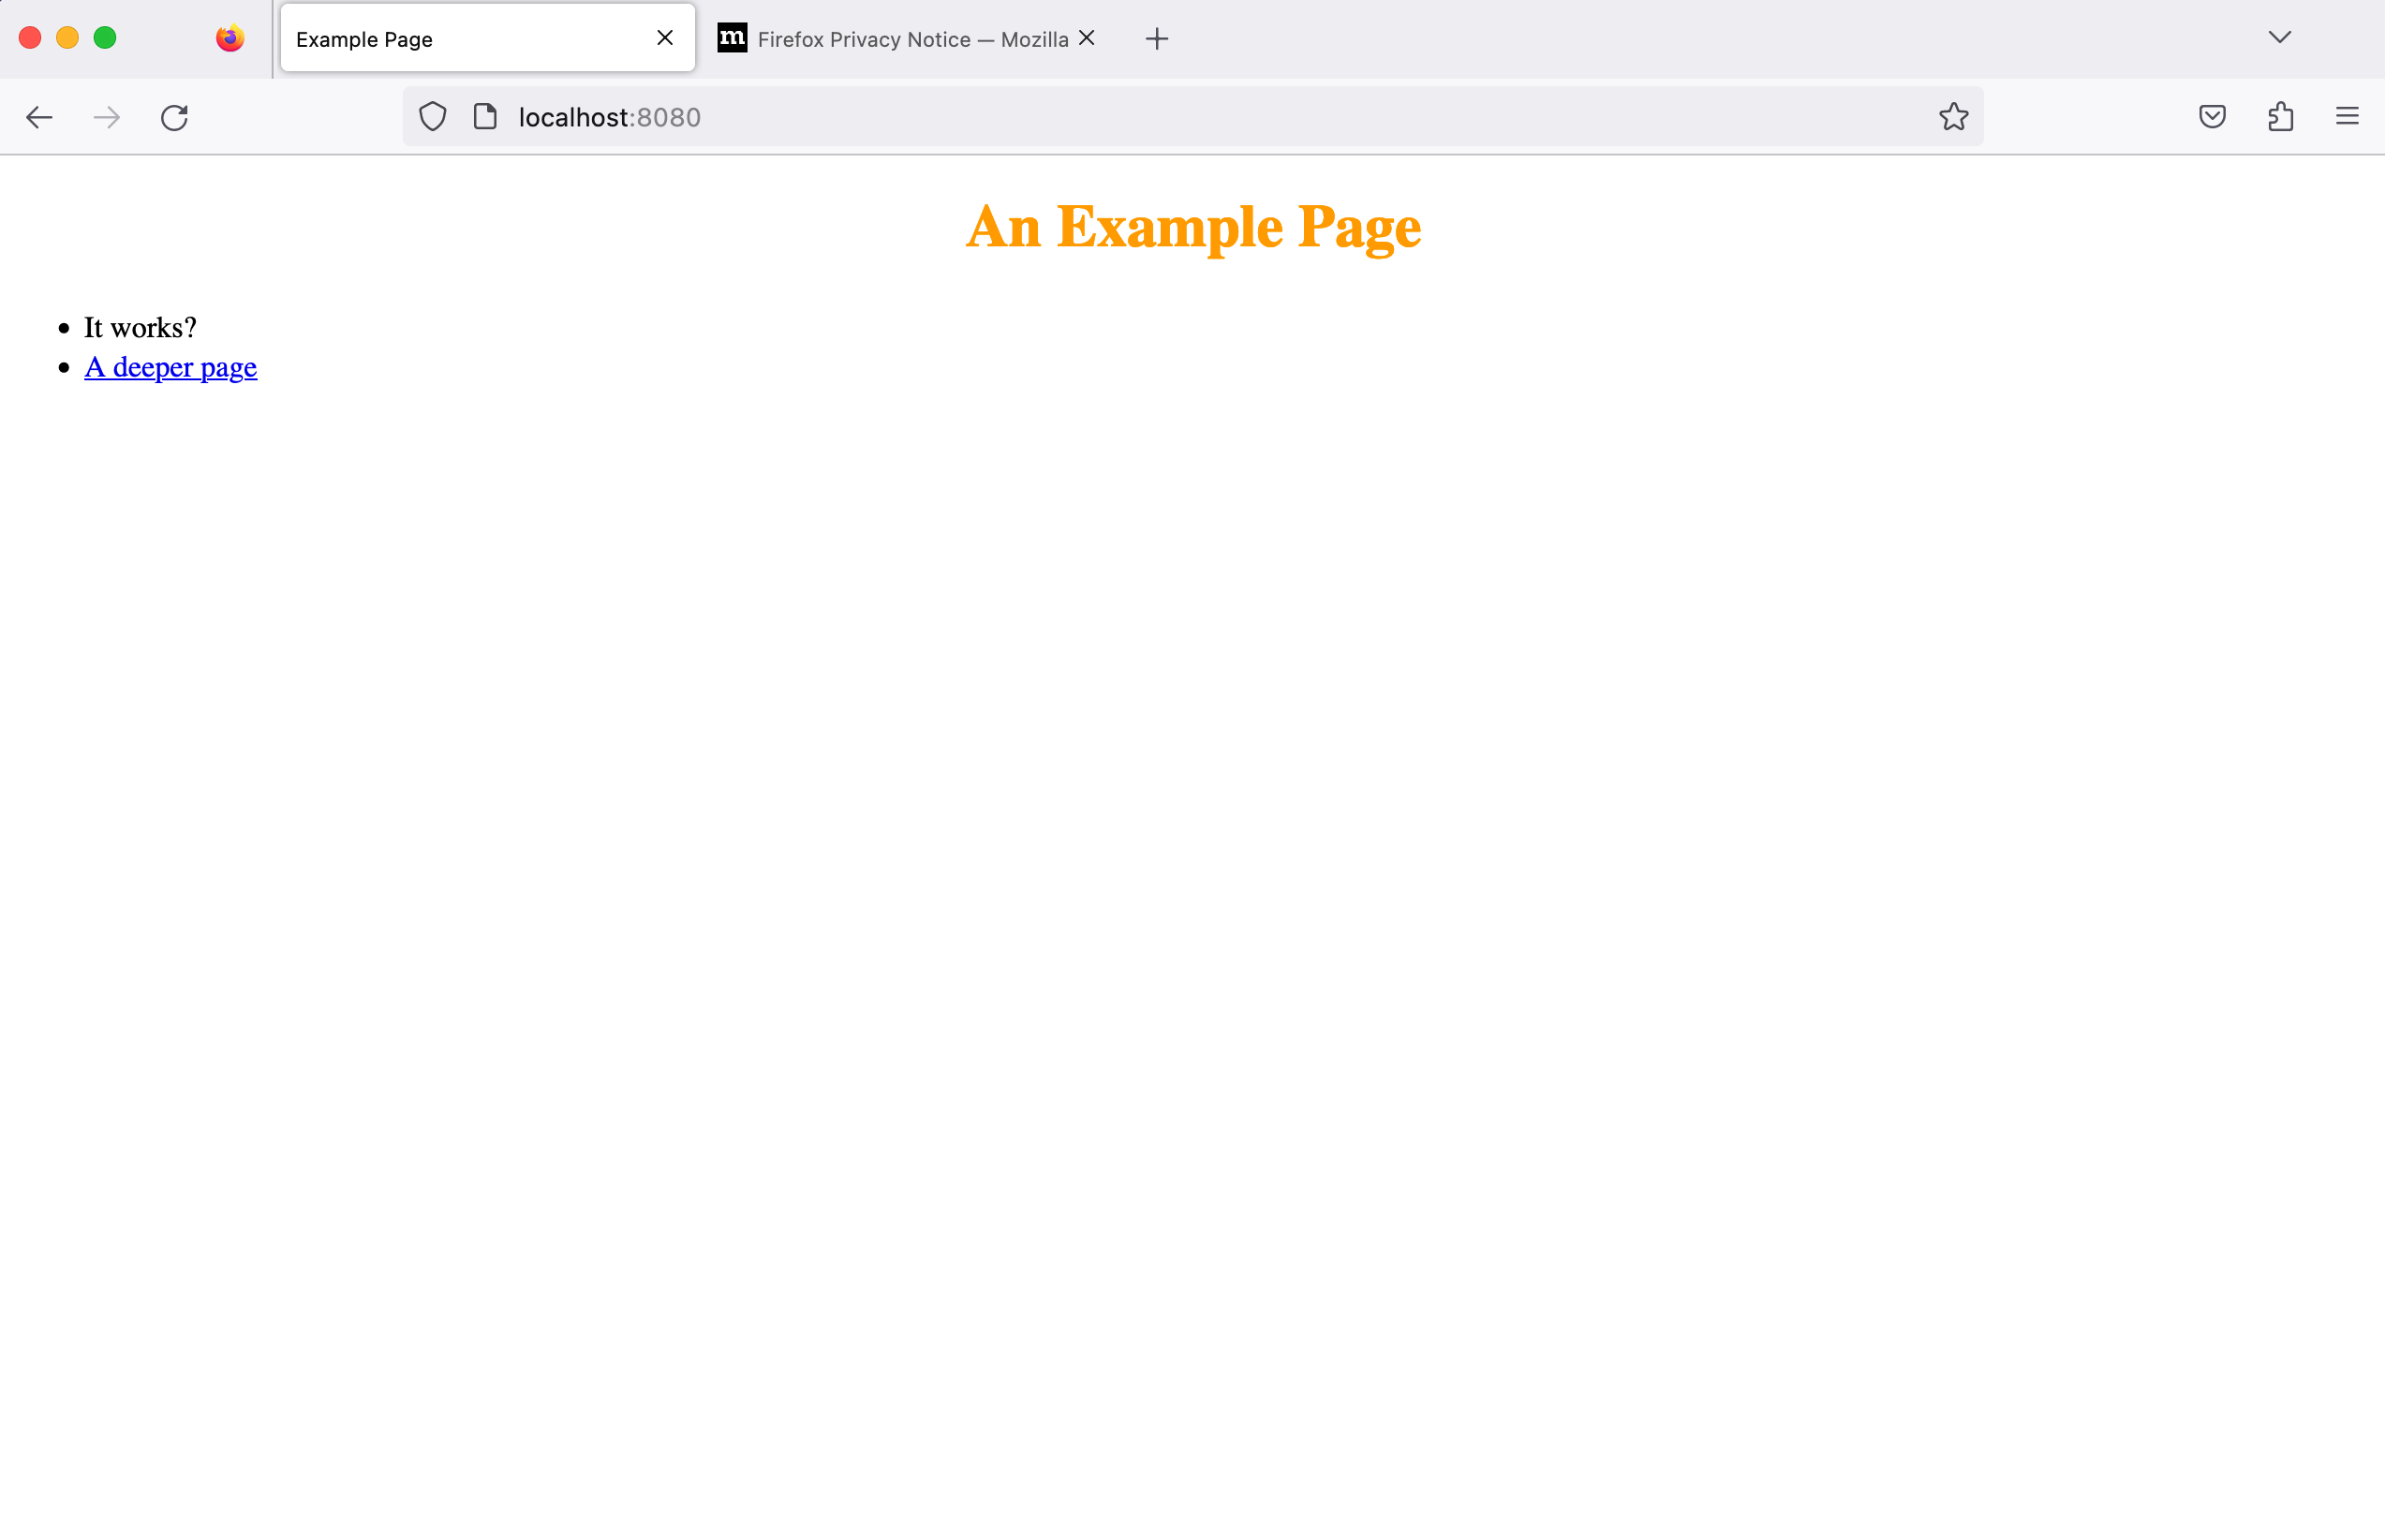 Example Page
m Firefox Privacy Notice — Mozilla
localhost:8080
An Example Page
It works?
A deeper page